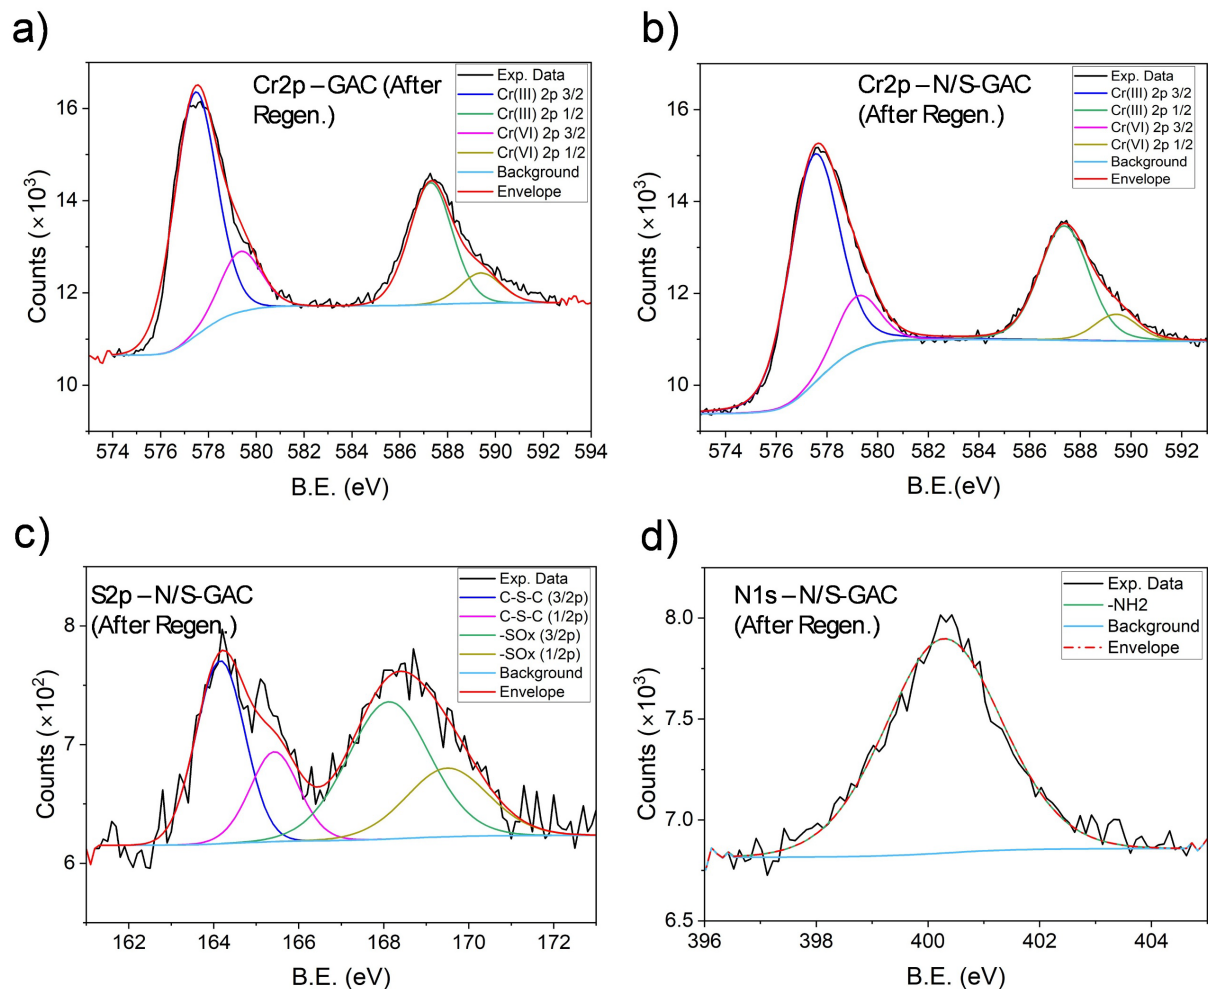 a)
Cr2p – GAC (After
Regen.)
Exp. Data
Cr(III) 2p 3/2
Cr(III) 2p 1/2
Cr(VI) 2p 3/2
Cr(VI) 2p 1/2
Background
Envelope
Counts (×10³)
16
14
12
10
574 576 578 580 582 584 586 588 590 592 594
B.E. (eV)
b)
Cr2p – N/S-GAC
(After Regen.)
Exp. Data
Cr(III) 2p 3/2
Cr(III) 2p 1/2
Cr(VI) 2p 3/2
Cr(VI) 2p 1/2
Background
Envelope
Counts (×10³)
16
14
12
10
574 576 578 580 582 584 586 588 590 592
B.E.(eV)
c)
S2p – N/S-GAC
(After Regen.)
Exp. Data
C-S-C (3/2p)
C-S-C (1/2p)
-SOx (3/2p)
-SOx (1/2p)
Background
Envelope
Counts (×10²)
8
7
6
162 164 166 168 170 172
B.E. (eV)
d)
N1s – N/S-GAC
(After Regen.)
Exp. Data
-NH2
Background
Envelope
Counts (×10³)
8.0
7.5
7.0
6.5
396 398 400 402 404
B.E. (eV)